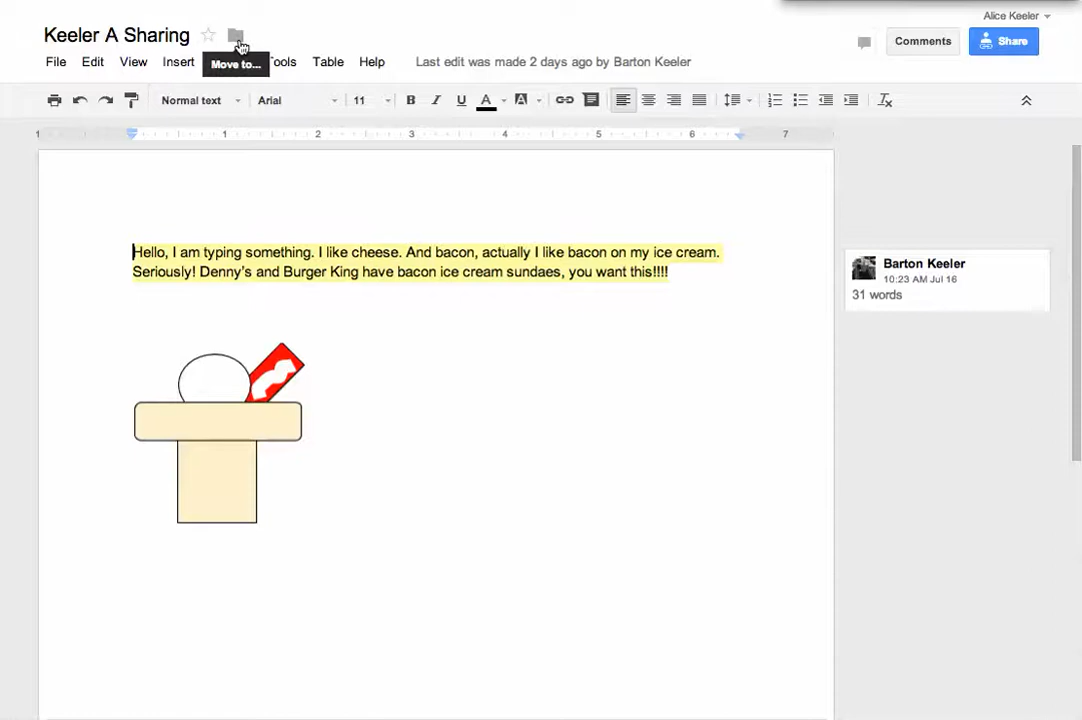 Alice Keeler
Keeler A Sharing
Comments
Share
File Edit View Insert Move to... ools Table Help Last edit was made 2 days ago by Barton Keeler
Normal text Arial 11 B I U A A
1 1 2 3 4 5 6 7
Hello, I am typing something. I like cheese. And bacon, actually I like bacon on my ice cream.
Seriously! Denny's and Burger King have bacon ice cream sundaes, you want this!!!!
Barton Keeler
10:23 AM Jul 16
31 words